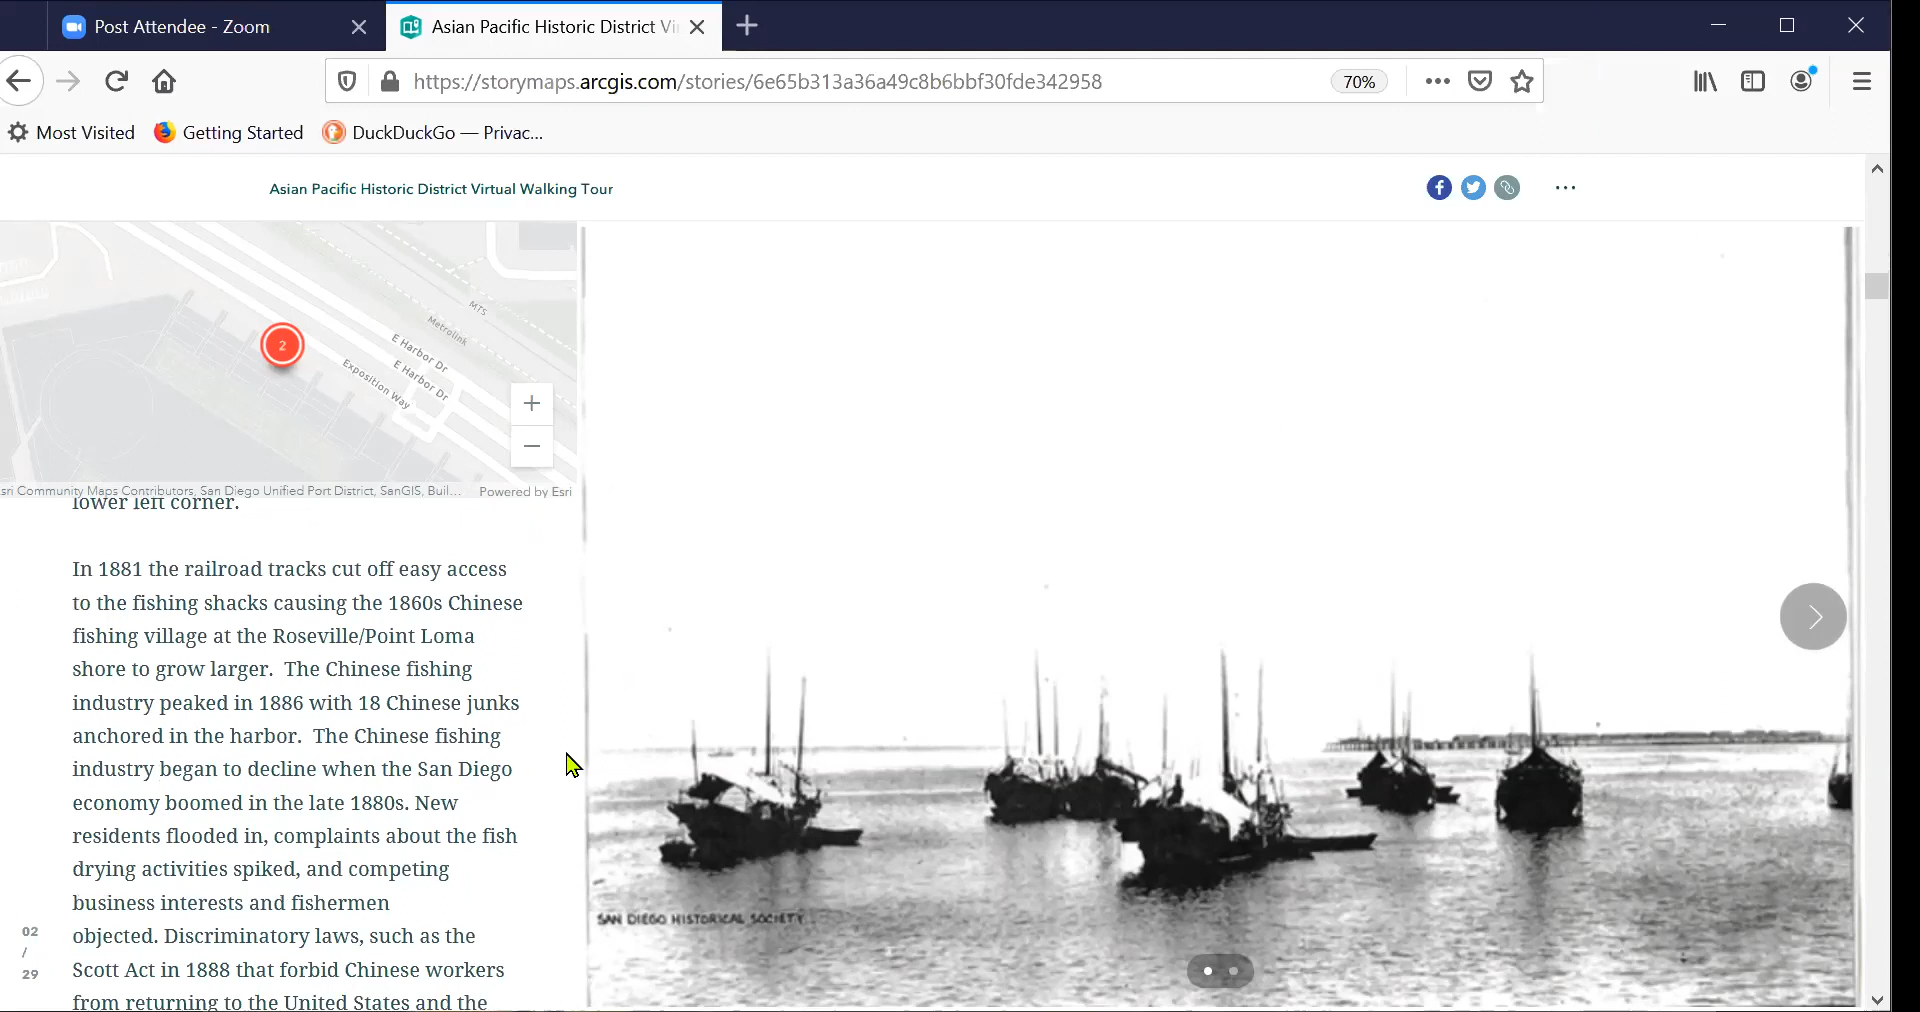 Post Attendee - Zoom
Asian Pacific Historic District Vi
https://storymaps.arcgis.com/stories/6e65b313a36a49c8b6bbf30fde342958
70%
Most Visited
Getting Started
DuckDuckGo — Privac...
Asian Pacific Historic District Virtual Walking Tour
MTS
Metrolink
E Harbor Dr
E Harbor Dr
Exposition Way
2
sri Community Maps Contributors, San Diego Unified Port District, SanGIS, Buil...
Powered by Esri
lower left corner.
In 1881 the railroad tracks cut off easy access
to the fishing shacks causing the 1860s Chinese
fishing village at the Roseville/Point Loma
shore to grow larger.  The Chinese fishing
industry peaked in 1886 with 18 Chinese junks
anchored in the harbor.  The Chinese fishing
industry began to decline when the San Diego
economy boomed in the late 1880s. New
residents flooded in, complaints about the fish
drying activities spiked, and competing
business interests and fishermen
objected. Discriminatory laws, such as the
Scott Act in 1888 that forbid Chinese workers
from returning to the United States and the
02
/
29
SAN DIEGO HISTORICAL SOCIETY